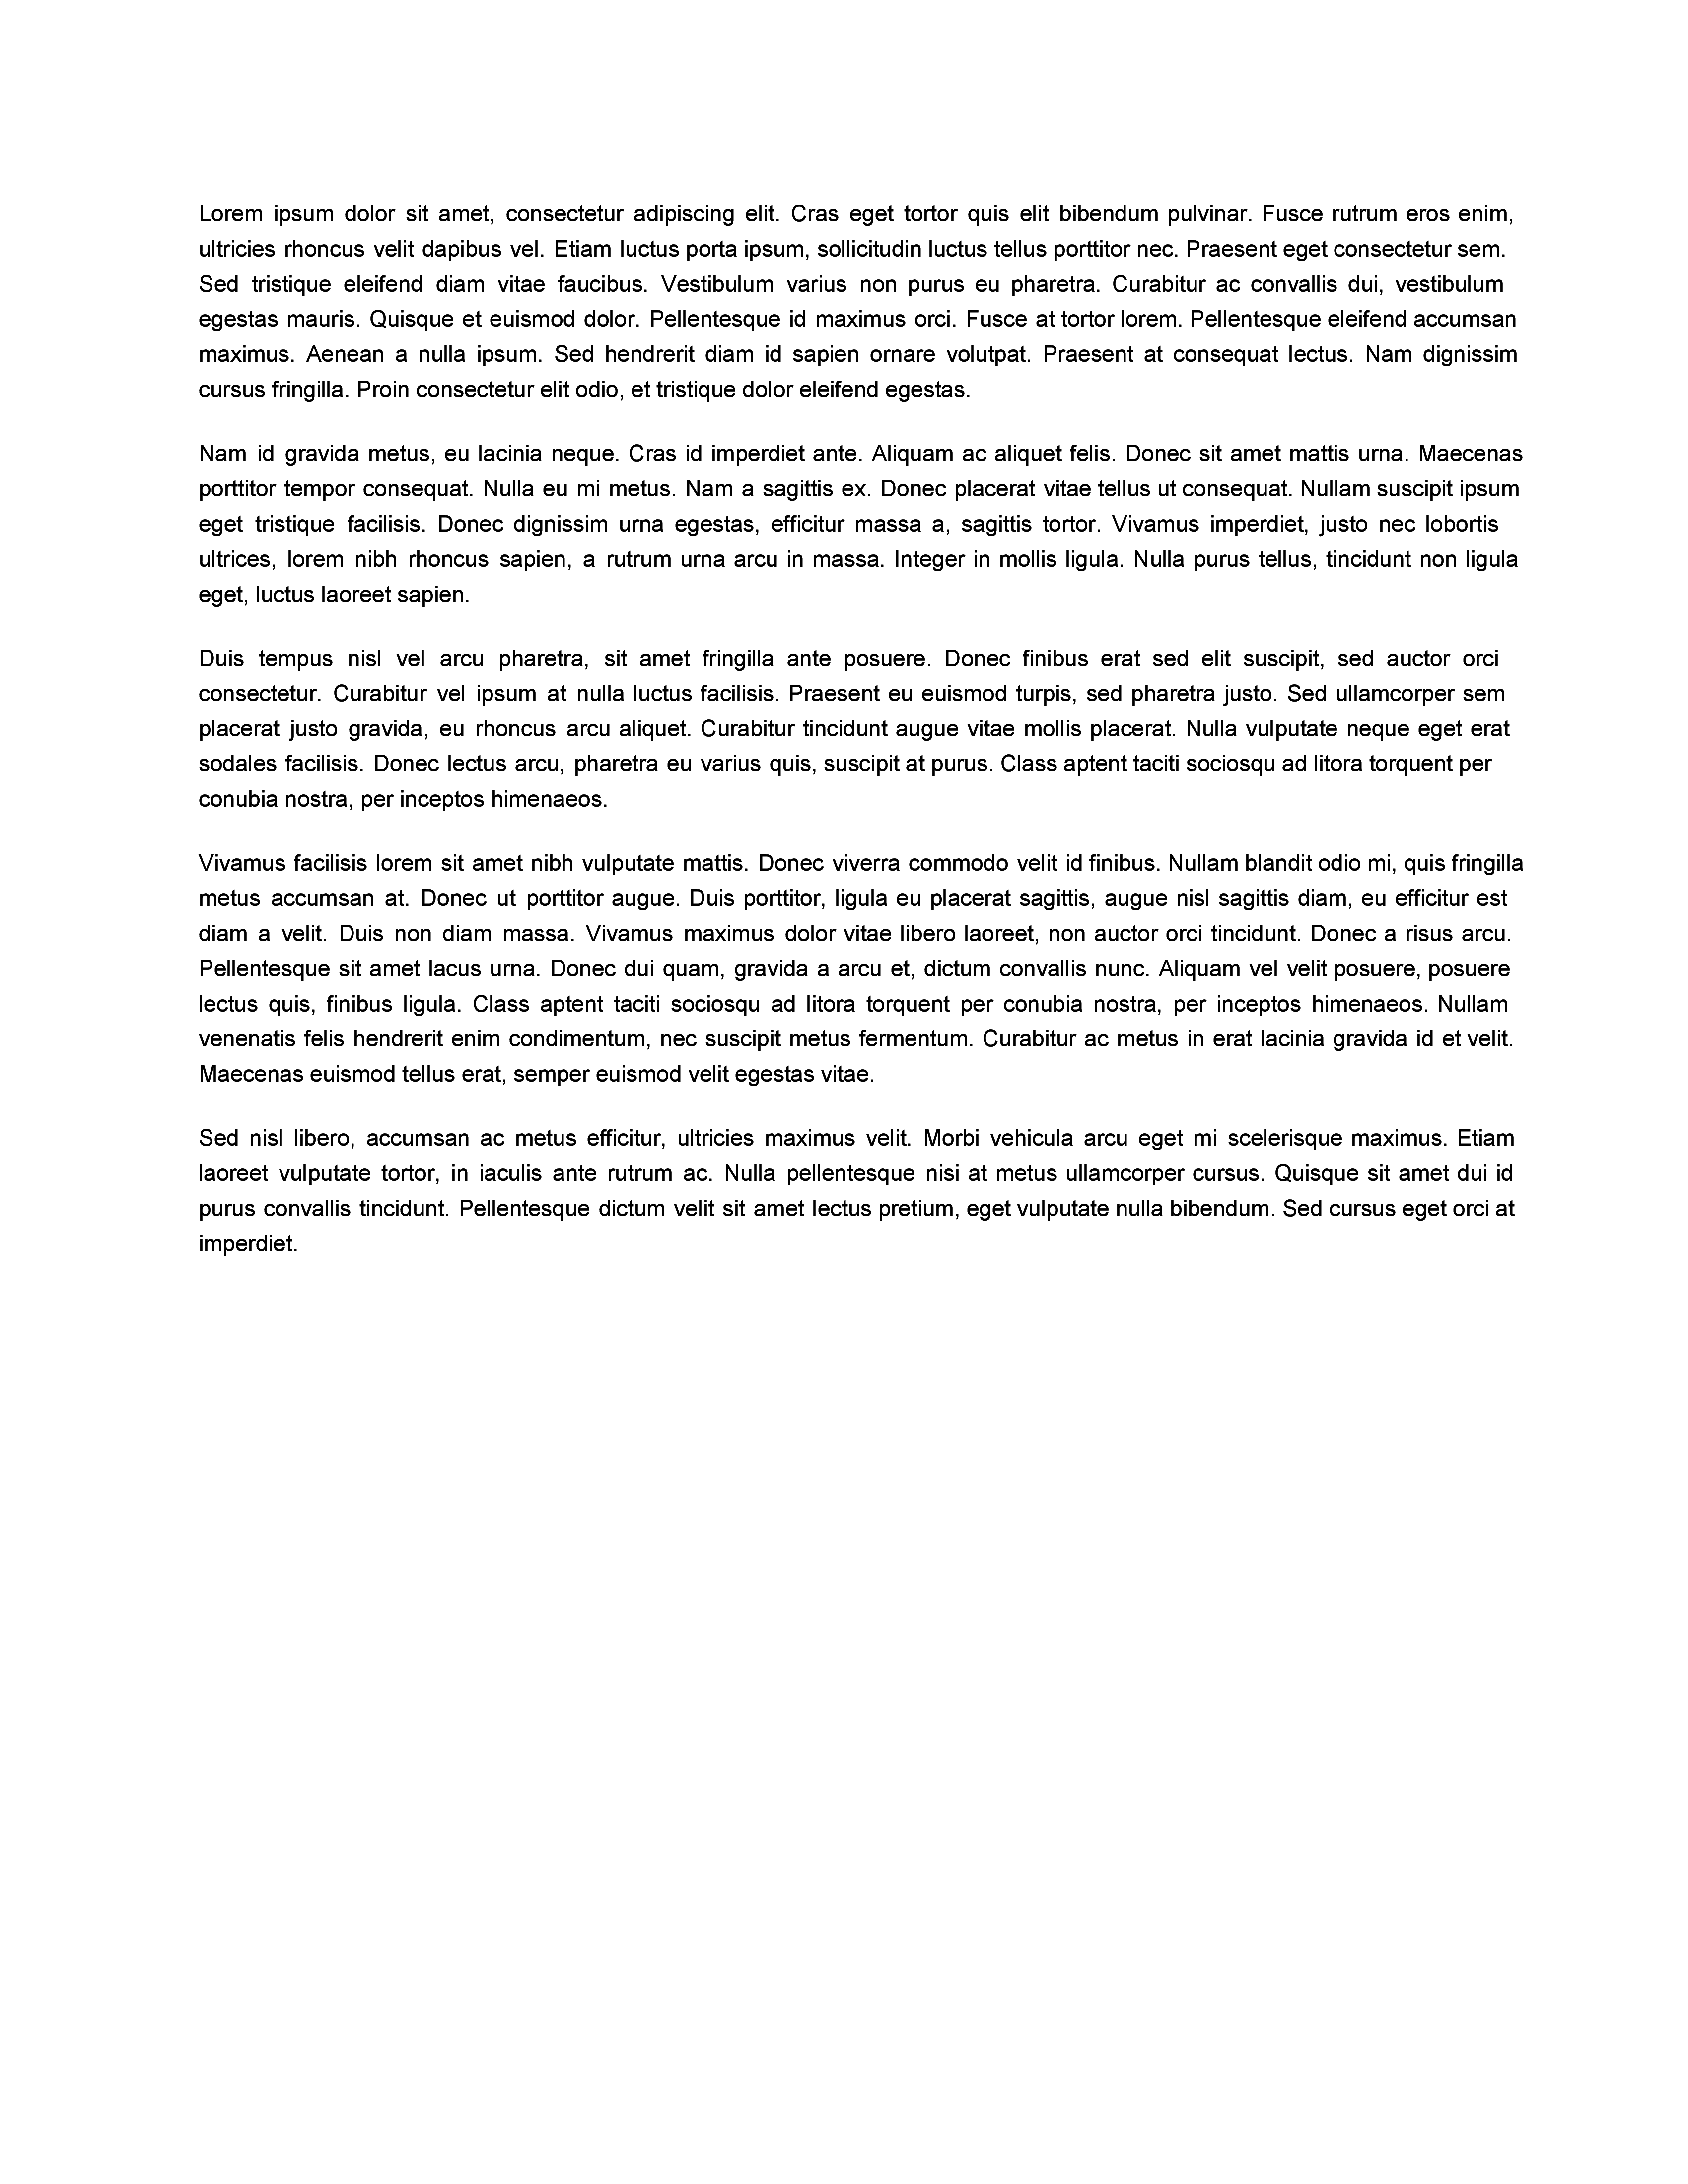 Lorem ipsum dolor sit amet, consectetur adipiscing elit. Cras eget tortor quis elit bibendum pulvinar. Fusce rutrum eros enim,
ultricies rhoncus velit dapibus vel. Etiam luctus porta ipsum, sollicitudin luctus tellus porttitor nec. Praesent eget consectetur sem.
Sed tristique eleifend diam vitae faucibus. Vestibulum varius non purus eu pharetra. Curabitur ac convallis dui, vestibulum
egestas mauris. Quisque et euismod dolor. Pellentesque id maximus orci. Fusce at tortor lorem. Pellentesque eleifend accumsan
maximus. Aenean a nulla ipsum. Sed hendrerit diam id sapien ornare volutpat. Praesent at consequat lectus. Nam dignissim
cursus fringilla. Proin consectetur elit odio, et tristique dolor eleifend egestas.
Nam id gravida metus, eu lacinia neque. Cras id imperdiet ante. Aliquam ac aliquet felis. Donec sit amet mattis urna. Maecenas
porttitor tempor consequat. Nulla eu mi metus. Nam a sagittis ex. Donec placerat vitae tellus ut consequat. Nullam suscipit ipsum
eget tristique facilisis. Donec dignissim urna egestas, efficitur massa a, sagittis tortor. Vivamus imperdiet, justo nec lobortis
ultrices, lorem nibh rhoncus sapien, a rutrum urna arcu in massa. Integer in mollis ligula. Nulla purus tellus, tincidunt non ligula
eget, luctus laoreet sapien.
Duis tempus nisl vel arcu pharetra, sit amet fringilla ante posuere. Donec finibus erat sed elit suscipit, sed auctor orci
consectetur. Curabitur vel ipsum at nulla luctus facilisis. Praesent eu euismod turpis, sed pharetra justo. Sed ullamcorper sem
placerat justo gravida, eu rhoncus arcu aliquet. Curabitur tincidunt augue vitae mollis placerat. Nulla vulputate neque eget erat
sodales facilisis. Donec lectus arcu, pharetra eu varius quis, suscipit at purus. Class aptent taciti sociosqu ad litora torquent per
conubia nostra, per inceptos himenaeos.
Vivamus facilisis lorem sit amet nibh vulputate mattis. Donec viverra commodo velit id finibus. Nullam blandit odio mi, quis fringilla
metus accumsan at. Donec ut porttitor augue. Duis porttitor, ligula eu placerat sagittis, augue nisl sagittis diam, eu efficitur est
diam a velit. Duis non diam massa. Vivamus maximus dolor vitae libero laoreet, non auctor orci tincidunt. Donec a risus arcu.
Pellentesque sit amet lacus urna. Donec dui quam, gravida a arcu et, dictum convallis nunc. Aliquam vel velit posuere, posuere
lectus quis, finibus ligula. Class aptent taciti sociosqu ad litora torquent per conubia nostra, per inceptos himenaeos. Nullam
venenatis felis hendrerit enim condimentum, nec suscipit metus fermentum. Curabitur ac metus in erat lacinia gravida id et velit.
Maecenas euismod tellus erat, semper euismod velit egestas vitae.
Sed nisl libero, accumsan ac metus efficitur, ultricies maximus velit. Morbi vehicula arcu eget mi scelerisque maximus. Etiam
laoreet vulputate tortor, in iaculis ante rutrum ac. Nulla pellentesque nisi at metus ullamcorper cursus. Quisque sit amet dui id
purus convallis tincidunt. Pellentesque dictum velit sit amet lectus pretium, eget vulputate nulla bibendum. Sed cursus eget orci at
imperdiet.